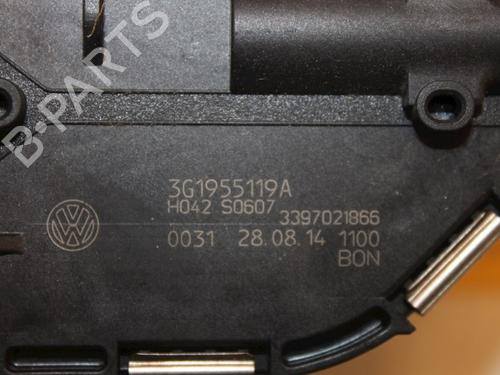 B-PARTS
3G1955119A
H042 S0607
3397021866
0031 28.08.14 1100
BON